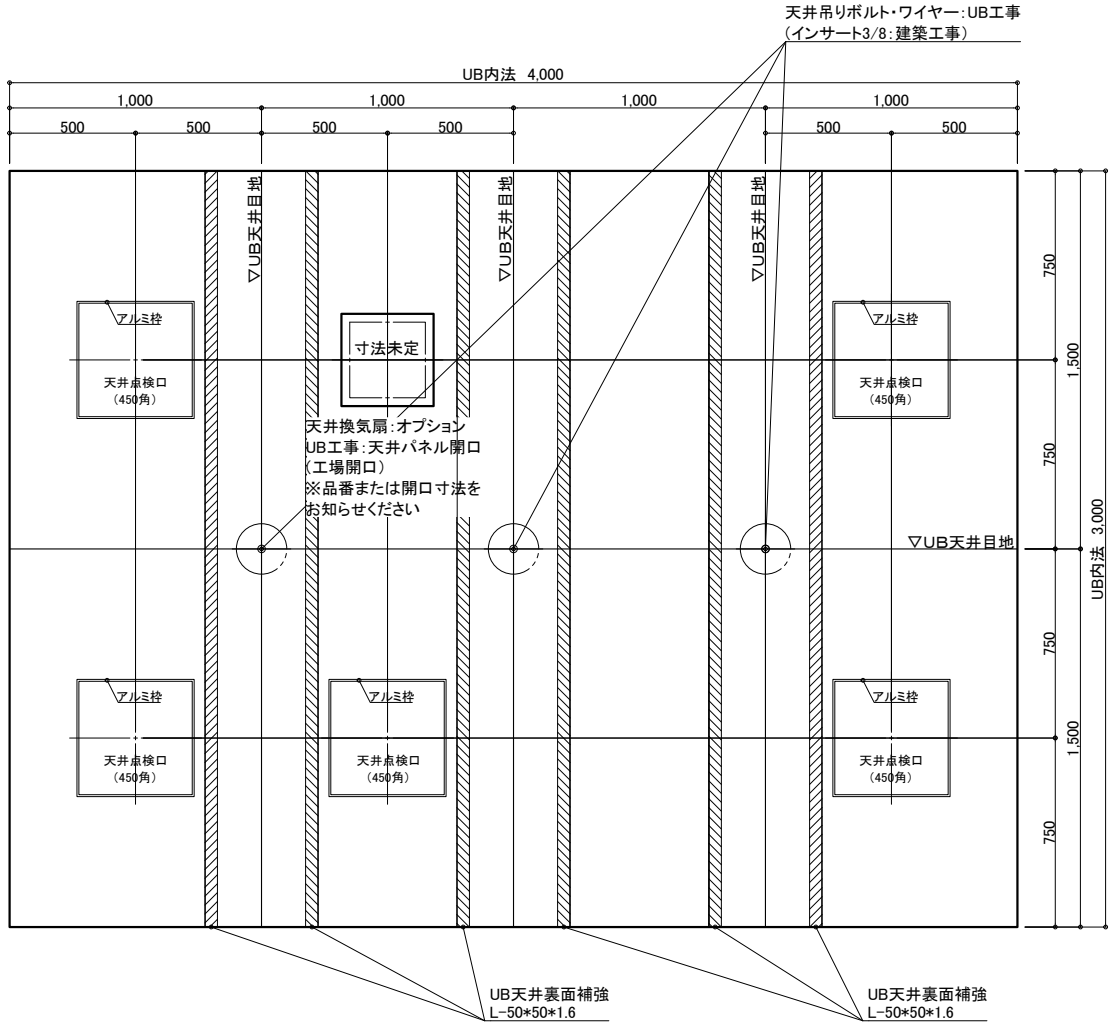 天井吊りボルト・ワイヤー:UB工事
(インサート3/8:建築工事)
UB内法 4,000
1,000
1,000
1,000
1,000
500
500
500
500
500
500
▽UB天井目地
▽UB天井目地
▽UB天井目地
750
750
1,500
750
750
1,500
UB内法 3,000
アルミ枠
天井点検口
(450角)
寸法未定
アルミ枠
天井点検口
(450角)
天井換気扇:オプション
UB工事:天井パネル開口
(工場開口)
※品番または開口寸法を
お知らせください
▽UB天井目地
アルミ枠
天井点検口
(450角)
アルミ枠
天井点検口
(450角)
アルミ枠
天井点検口
(450角)
UB天井裏面補強
L-50*50*1.6
UB天井裏面補強
L-50*50*1.6